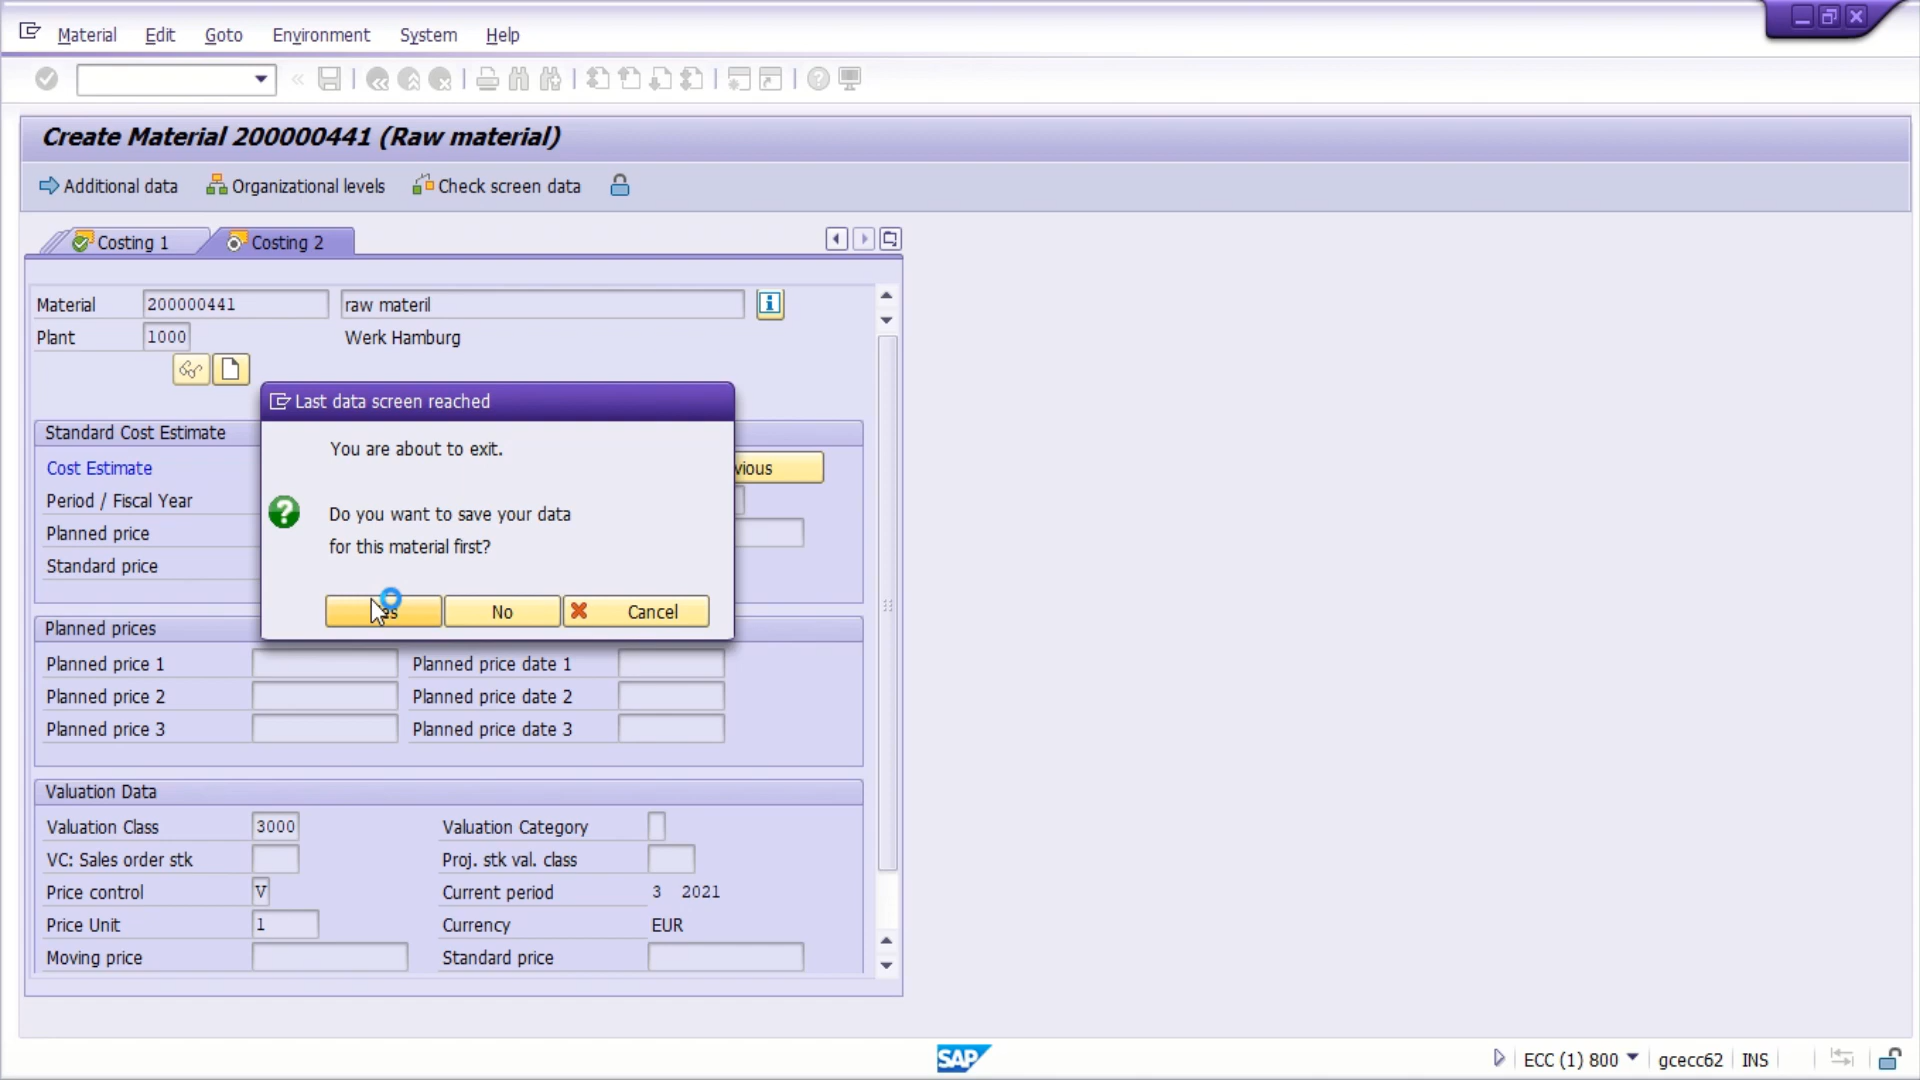 Material Edit Goto Environment System Help
Create Material 200000441 (Raw material)
Additional data Organizational levels Check screen data
Costing 1 Costing 2
Material 200000441 raw materil
Plant 1000 Werk Hamburg
Last data screen reached
You are about to exit.
Do you want to save your data
for this material first?
No Cancel
Standard Cost Estimate
Cost Estimate
Period / Fiscal Year
Planned price
Standard price
Planned prices
Planned price 1 Planned price date 1
Planned price 2 Planned price date 2
Planned price 3 Planned price date 3
Valuation Data
Valuation Class 3000 Valuation Category
VC: Sales order stk Proj. stk val. class
Price control V Current period 3 2021
Price Unit 1 Currency EUR
Moving price Standard price
SAP ECC (1) 800 gcecc62 INS